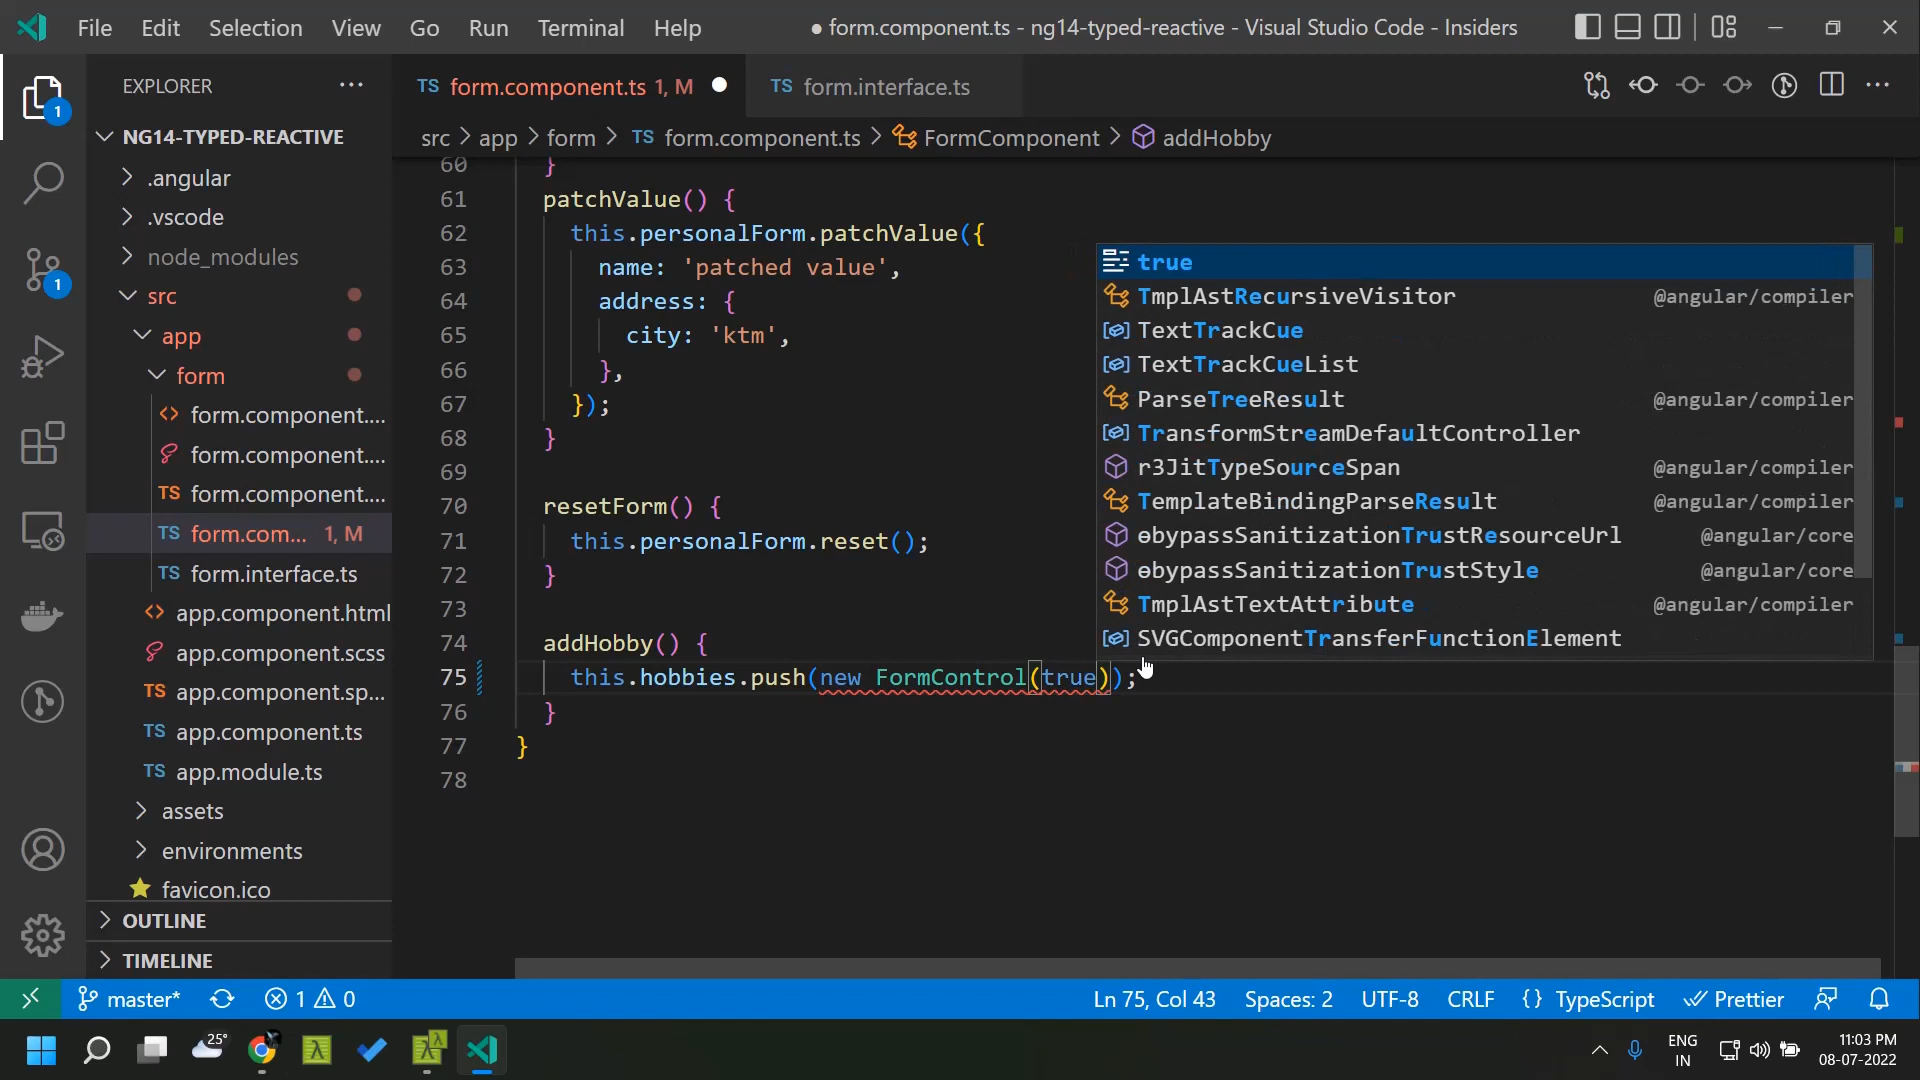 File Edit Selection View Go Run Terminal Help
● form.component.ts - ng14-typed-reactive - Visual Studio Code - Insiders
EXPLORER
TS form.component.ts 1, M
TS form.interface.ts
src > app > form > TS form.component.ts > FormComponent > addHobby
1
NG14-TYPED-REACTIVE
.angular
.vscode
node_modules
1
src
app
form
form.component....
form.component....
TS form.component....
TS form.com... 1, M
TS form.interface.ts
app.component.html
app.component.scss
TS app.component.sp...
TS app.component.ts
TS app.module.ts
assets
environments
favicon.ico
OUTLINE
TIMELINE
60 }
61 patchValue() {
62 this.personalForm.patchValue({
63 name: 'patched value',
64 address: {
65 city: 'ktm',
66 },
67 });
68 }
69
70 resetForm() {
71 this.personalForm.reset();
72 }
73
74 addHobby() {
75 this.hobbies.push(new FormControl(true));
76 }
77 }
78
true
TmplAstRecursiveVisitor @angular/compiler
TextTrackCue
TextTrackCueList
ParseTreeResult @angular/compiler
TransformStreamDefaultController
r3JitTypeSourceSpan @angular/compiler
TemplateBindingParseResult @angular/compiler
ɵbypassSanitizationTrustResourceUrl @angular/core
ɵbypassSanitizationTrustStyle @angular/core
TmplAstTextAttribute @angular/compiler
SVGComponentTransferFunctionElement
master* 1 0 Ln 75, Col 43 Spaces: 2 UTF-8 CRLF {} TypeScript Prettier
25°
ENG
IN
11:03 PM
08-07-2022